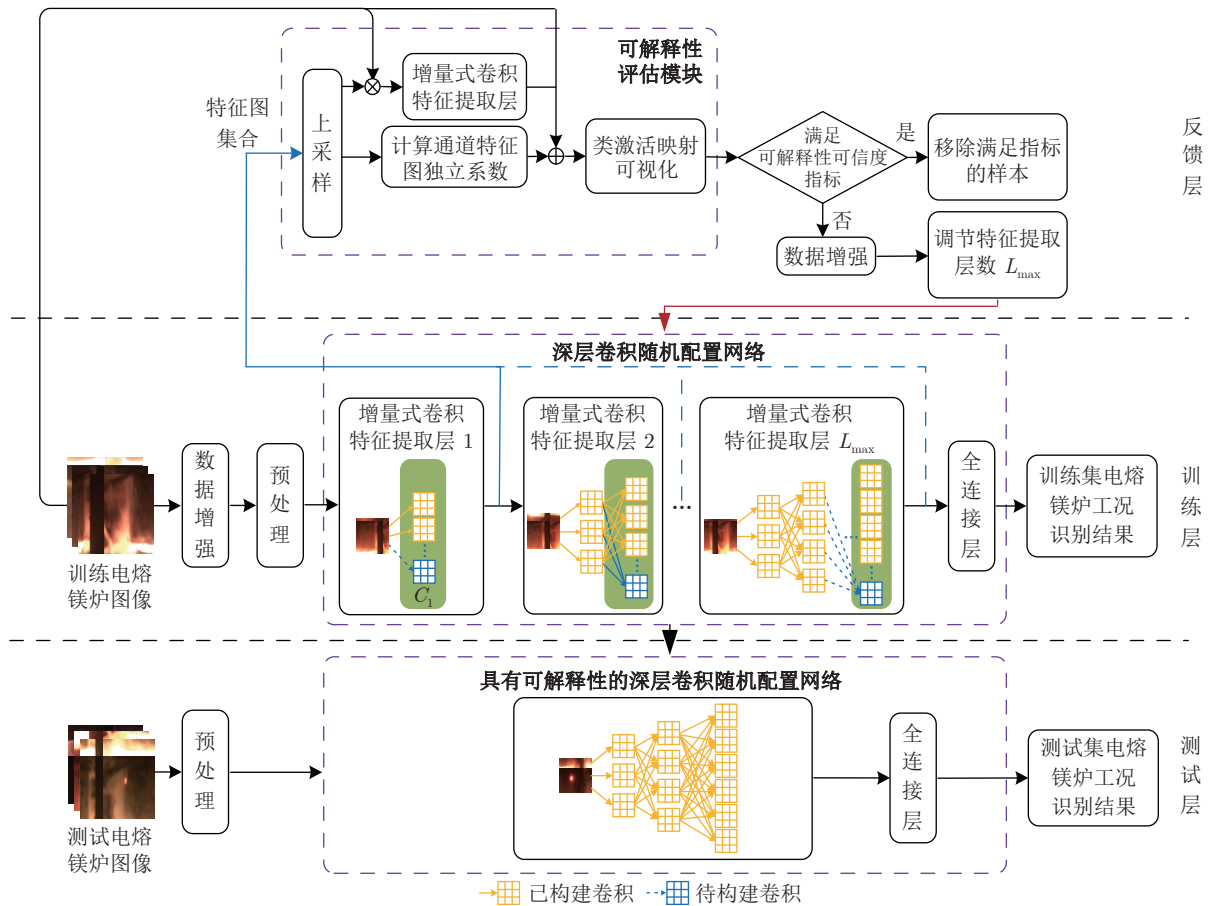 可解释性
评估模块
特征图
集合
上
采
样
增量式卷积
特征提取层
计算通道特征
图独立系数
类激活映射
可视化
满足
可解释性可信度
指标
是
移除满足指标
的样本
否
数据增强
调节特征提取
层数 Lmax
反
馈
层
深层卷积随机配置网络
训练电熔
镁炉图像
数
据
增
强
预
处
理
增量式卷积
特征提取层 1
C1
增量式卷积
特征提取层 2
...
增量式卷积
特征提取层 Lmax
全
连
接
层
训练集电熔
镁炉工况
识别结果
训
练
层
具有可解释性的深层卷积随机配置网络
测试电熔
镁炉图像
预
处
理
全
连
接
层
测试集电熔
镁炉工况
识别结果
测
试
层
已构建卷积
待构建卷积